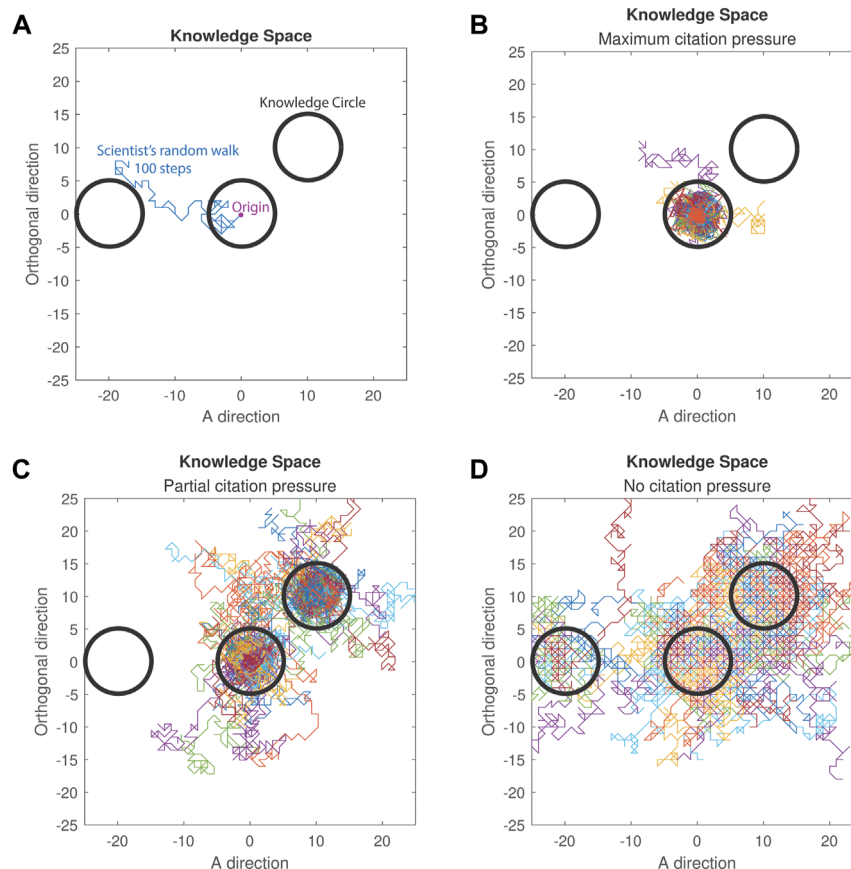 A
Knowledge Space
25
20
15
10
5
0
-5
-10
-15
-20
-25
Orthogonal direction
Knowledge Circle
Scientist's random walk
100 steps
Origin
-20 -10 0 10 20
A direction
B
Knowledge Space
Maximum citation pressure
25
20
15
10
5
0
-5
-10
-15
-20
-25
Orthogonal direction
-20 -10 0 10 20
A direction
C
Knowledge Space
Partial citation pressure
25
20
15
10
5
0
-5
-10
-15
-20
-25
Orthogonal direction
-20 -10 0 10 20
A direction
D
Knowledge Space
No citation pressure
25
20
15
10
5
0
-5
-10
-15
-20
-25
Orthogonal direction
-20 -10 0 10 20
A direction